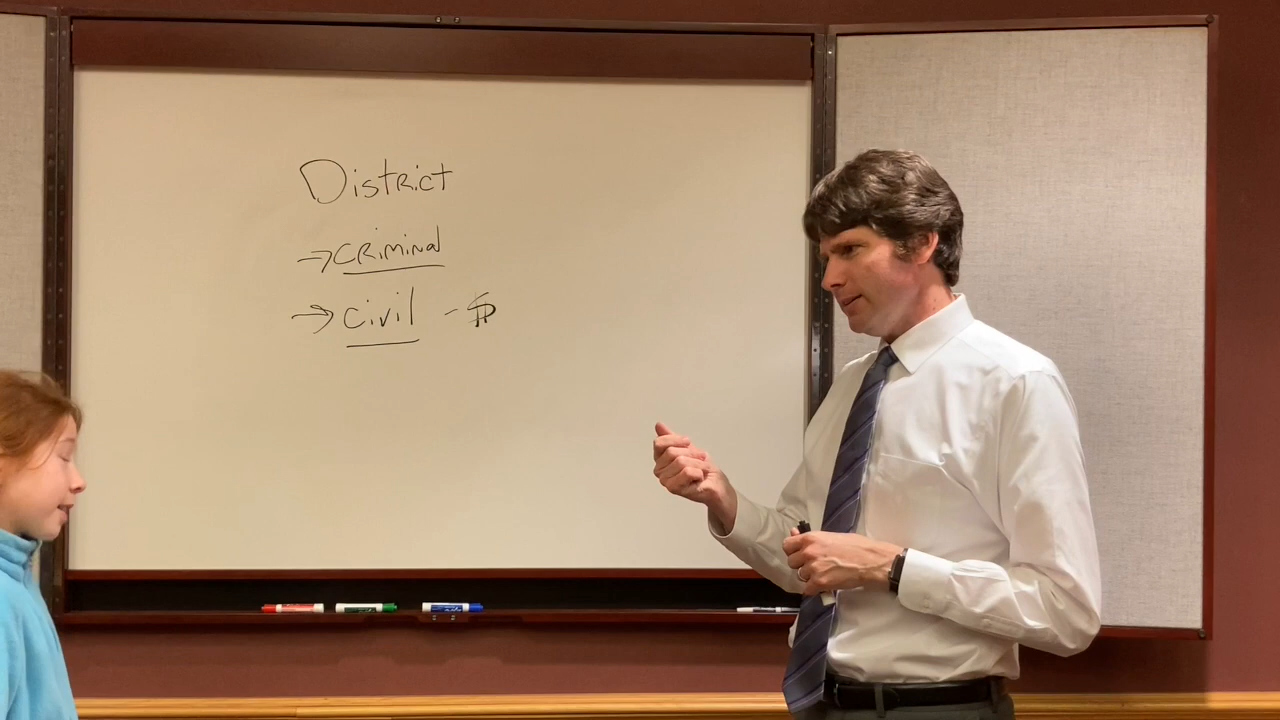 District
→ Criminal
→ Civil - $